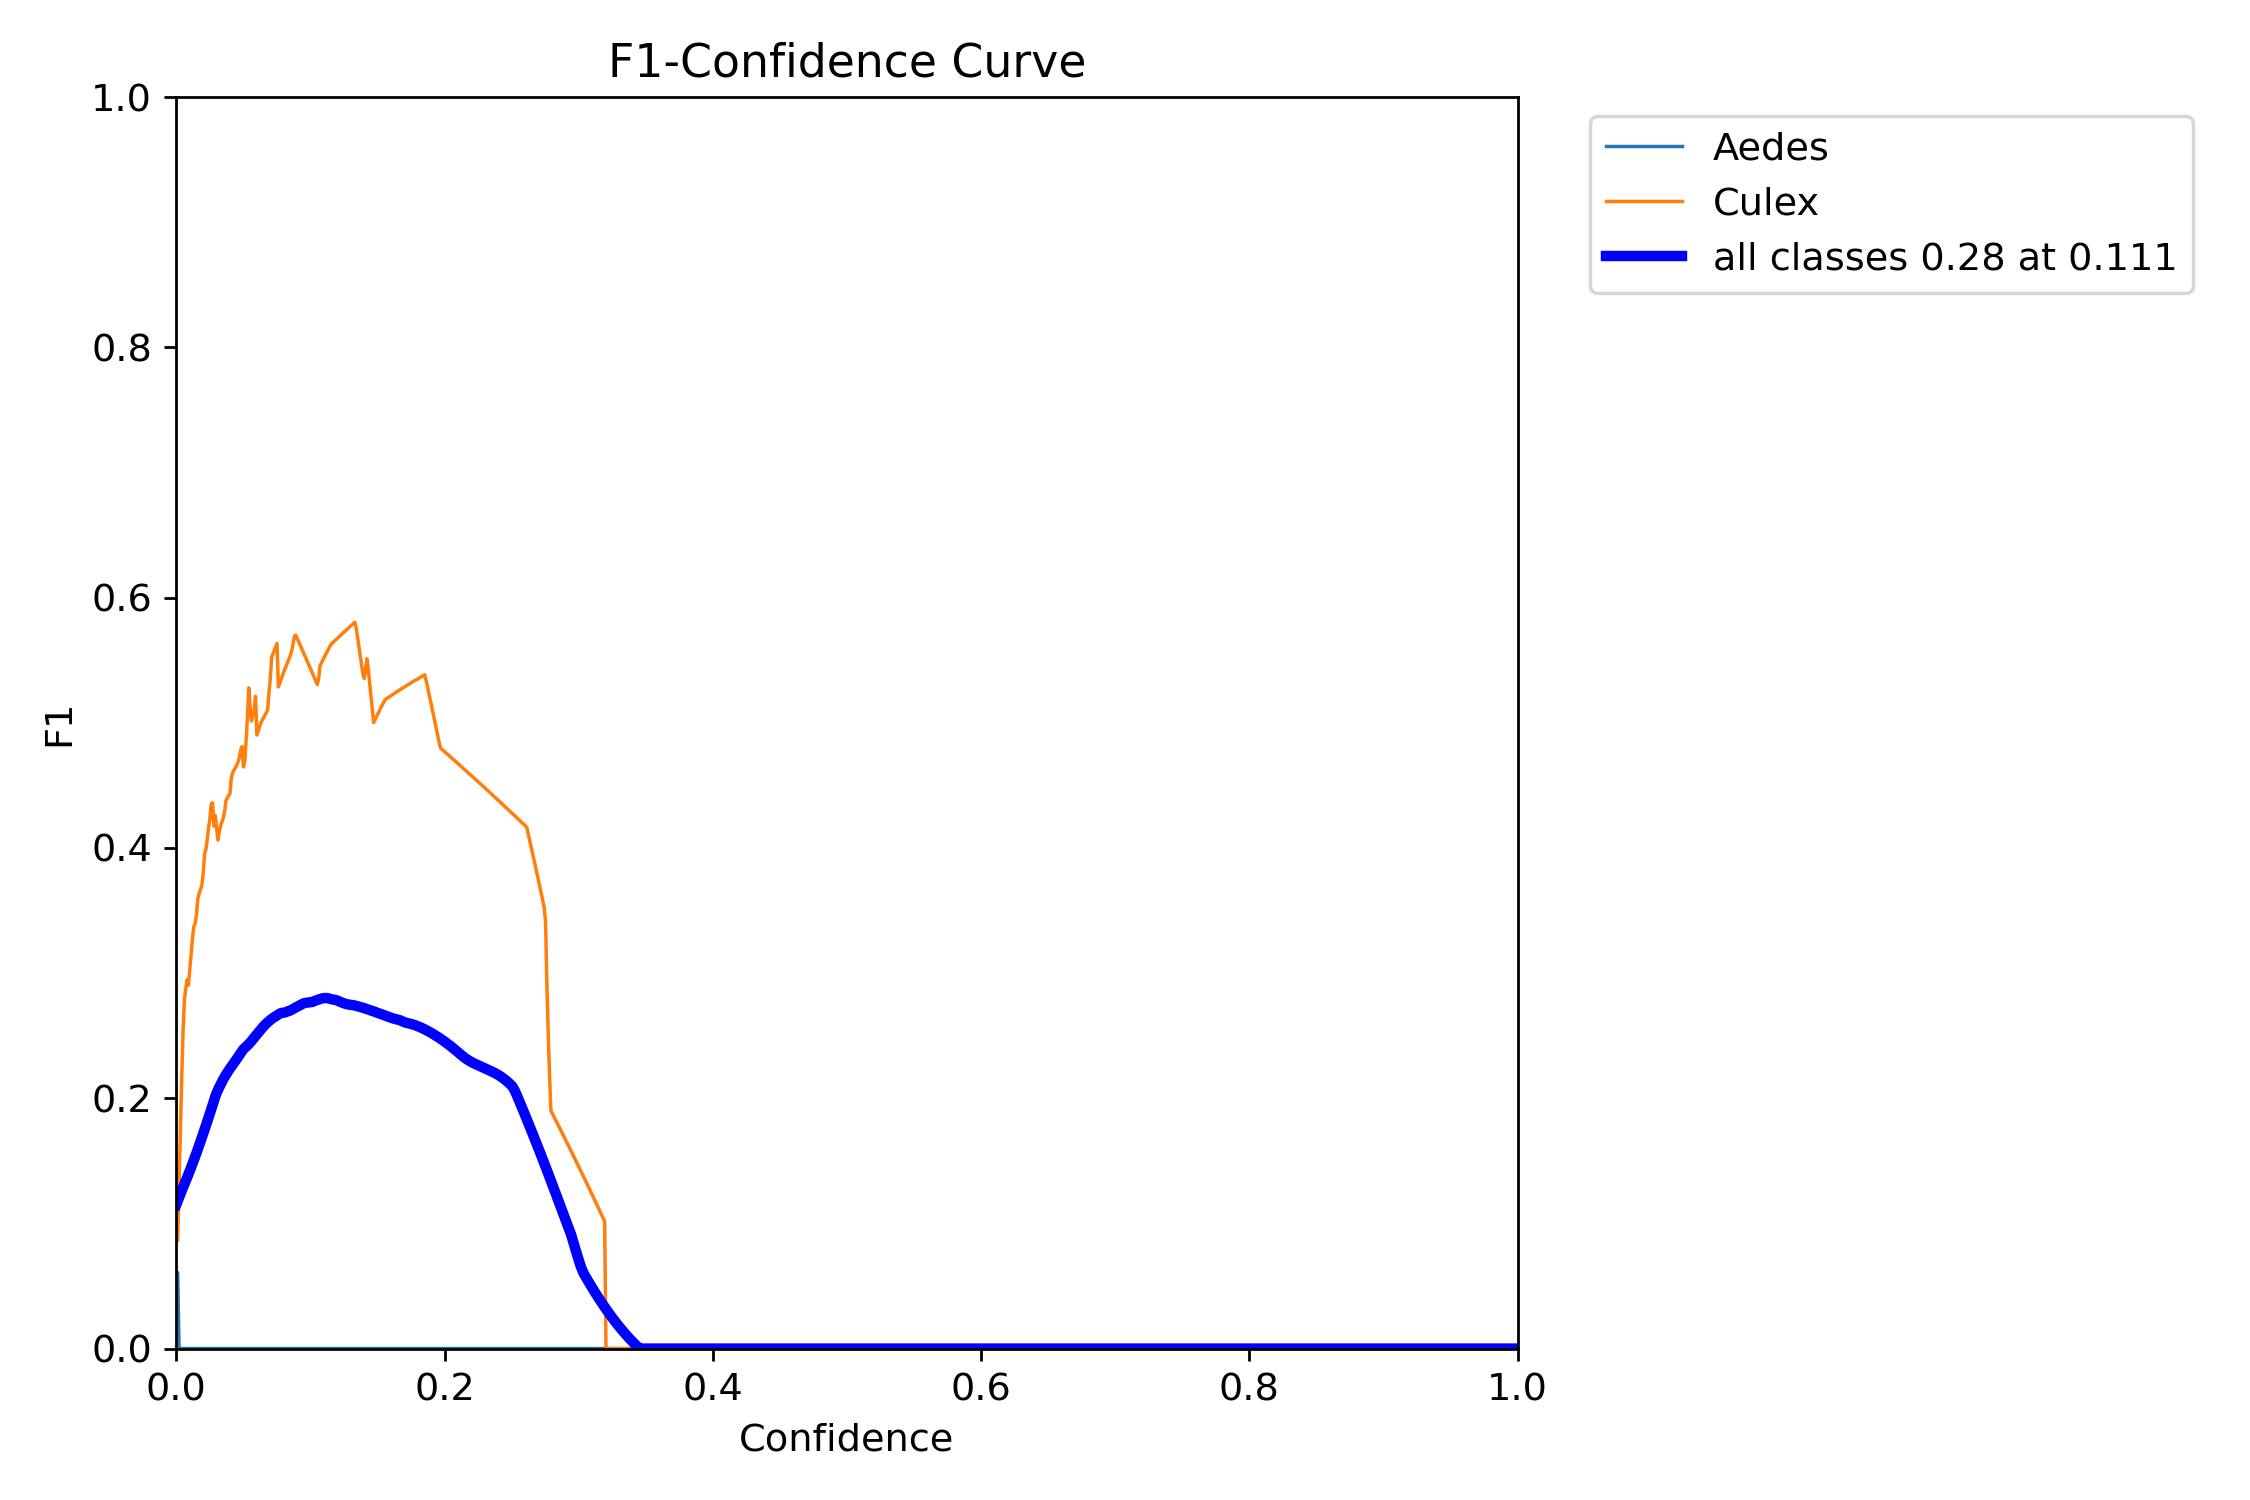 F1-Confidence Curve
1.0
0.8
0.6
0.4
0.2
0.0
F1
0.0 0.2 0.4 0.6 0.8 1.0
Confidence
Aedes
Culex
all classes 0.28 at 0.111